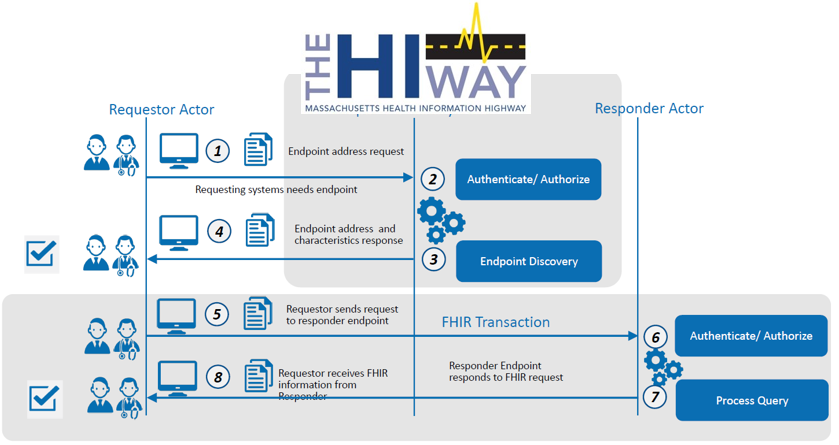 THE
HIWAY
MASSACHUSETTS HEALTH INFORMATION HIGHWAY
Requestor Actor
Responder Actor
1
Endpoint address request
2
Authenticate/ Authorize
Requesting systems needs endpoint
4
Endpoint address and
characteristics response
3
Endpoint Discovery
5
Requestor sends request
to responder endpoint
FHIR Transaction
6
Authenticate/ Authorize
8
Requestor receives FHIR
information from
Responder
Responder Endpoint
responds to FHIR request
7
Process Query